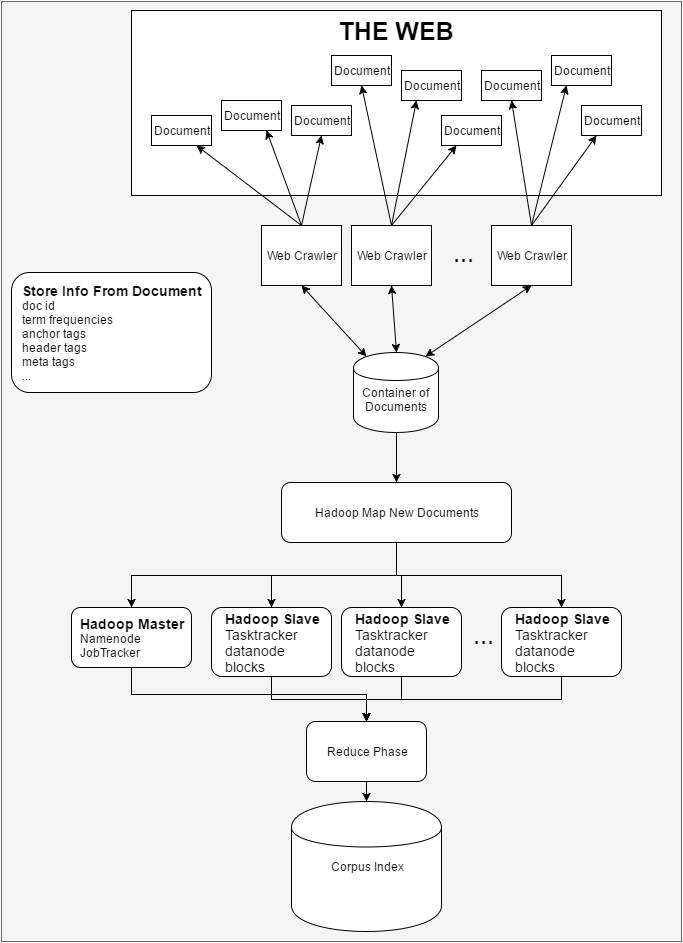 THE WEB
Document
Document
Document
Document
Document
Document
Document
Document
Document
Web Crawler
Web Crawler
...
Web Crawler
Store Info From Document
doc id
term frequencies
anchor tags
header tags
meta tags
...
Container of
Documents
Hadoop Map New Documents
Hadoop Master
Namenode
JobTracker
Hadoop Slave
Tasktracker
datanode
blocks
Hadoop Slave
Tasktracker
datanode
blocks
...
Hadoop Slave
Tasktracker
datanode
blocks
Reduce Phase
Corpus Index